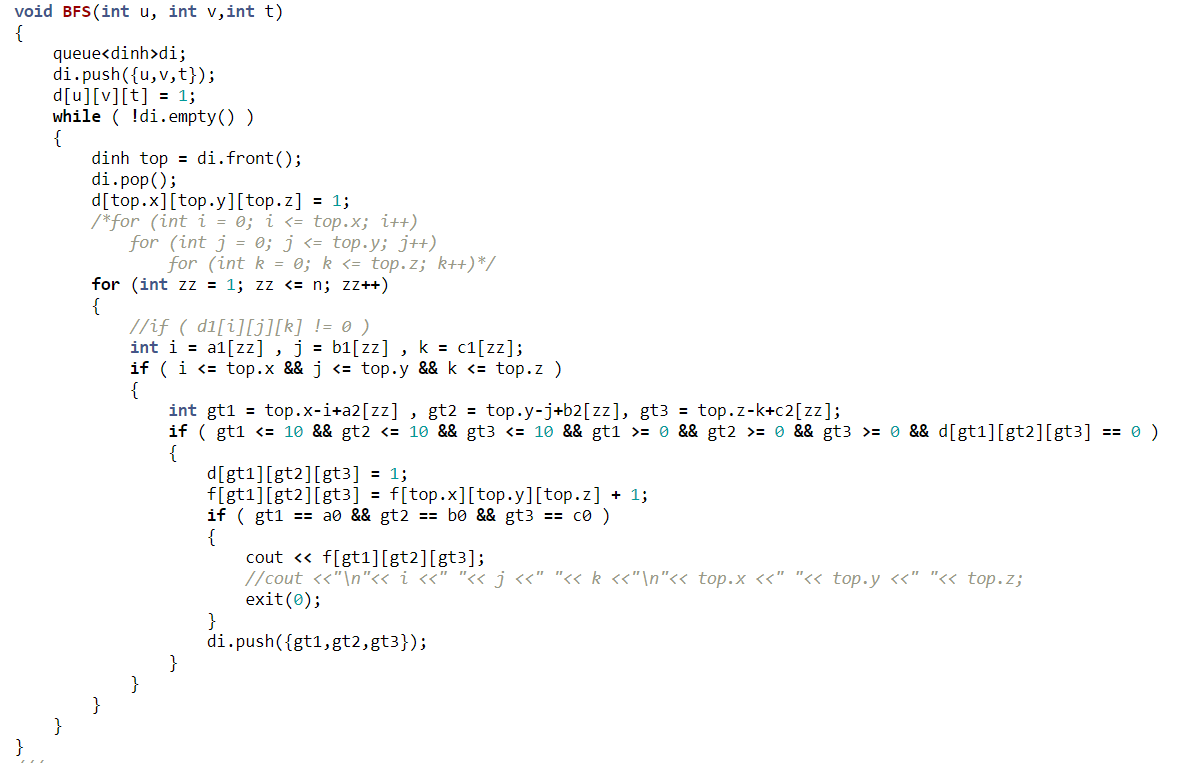 void BFS(int u, int v,int t)
{
    queue<dinh>di;
    di.push({u,v,t});
    d[u][v][t] = 1;
    while ( !di.empty() )
    {
        dinh top = di.front();
        di.pop();
        d[top.x][top.y][top.z] = 1;
        /*for (int i = 0; i <= top.x; i++)
            for (int j = 0; j <= top.y; j++)
                for (int k = 0; k <= top.z; k++)*/
        for (int zz = 1; zz <= n; zz++)
        {
            //if ( d1[i][j][k] != 0 )
            int i = a1[zz] , j = b1[zz] , k = c1[zz];
            if ( i <= top.x && j <= top.y && k <= top.z )
            {
                int gt1 = top.x-i+a2[zz] , gt2 = top.y-j+b2[zz], gt3 = top.z-k+c2[zz];
                if ( gt1 <= 10 && gt2 <= 10 && gt3 <= 10 && gt1 >= 0 && gt2 >= 0 && gt3 >= 0 && d[gt1][gt2][gt3] == 0 )
                {
                    d[gt1][gt2][gt3] = 1;
                    f[gt1][gt2][gt3] = f[top.x][top.y][top.z] + 1;
                    if ( gt1 == a0 && gt2 == b0 && gt3 == c0 )
                    {
                        cout << f[gt1][gt2][gt3];
                        //cout <<"\n"<< i <<" "<< j <<" "<< k <<"\n"<< top.x <<" "<< top.y <<" "<< top.z;
                        exit(0);
                    }
                    di.push({gt1,gt2,gt3});
                }
            }
        }
    }
}